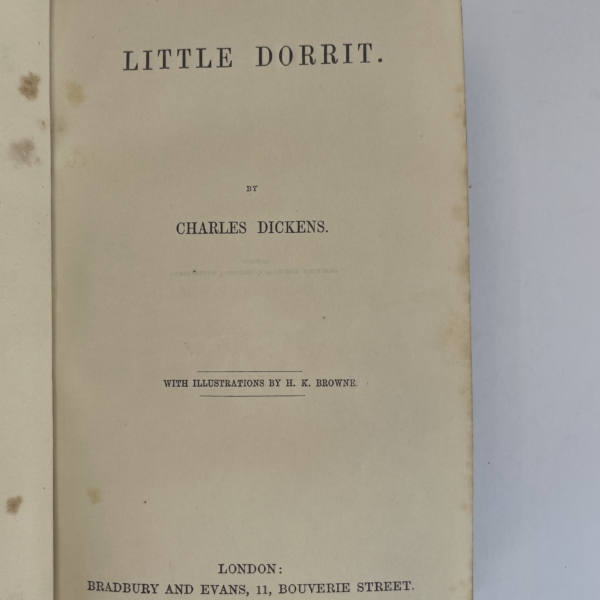 LITTLE DORRIT.
BY
CHARLES DICKENS.
WITH ILLUSTRATIONS BY H. K. BROWNE.
LONDON:
BRADBURY AND EVANS, 11, BOUVERIE STREET.